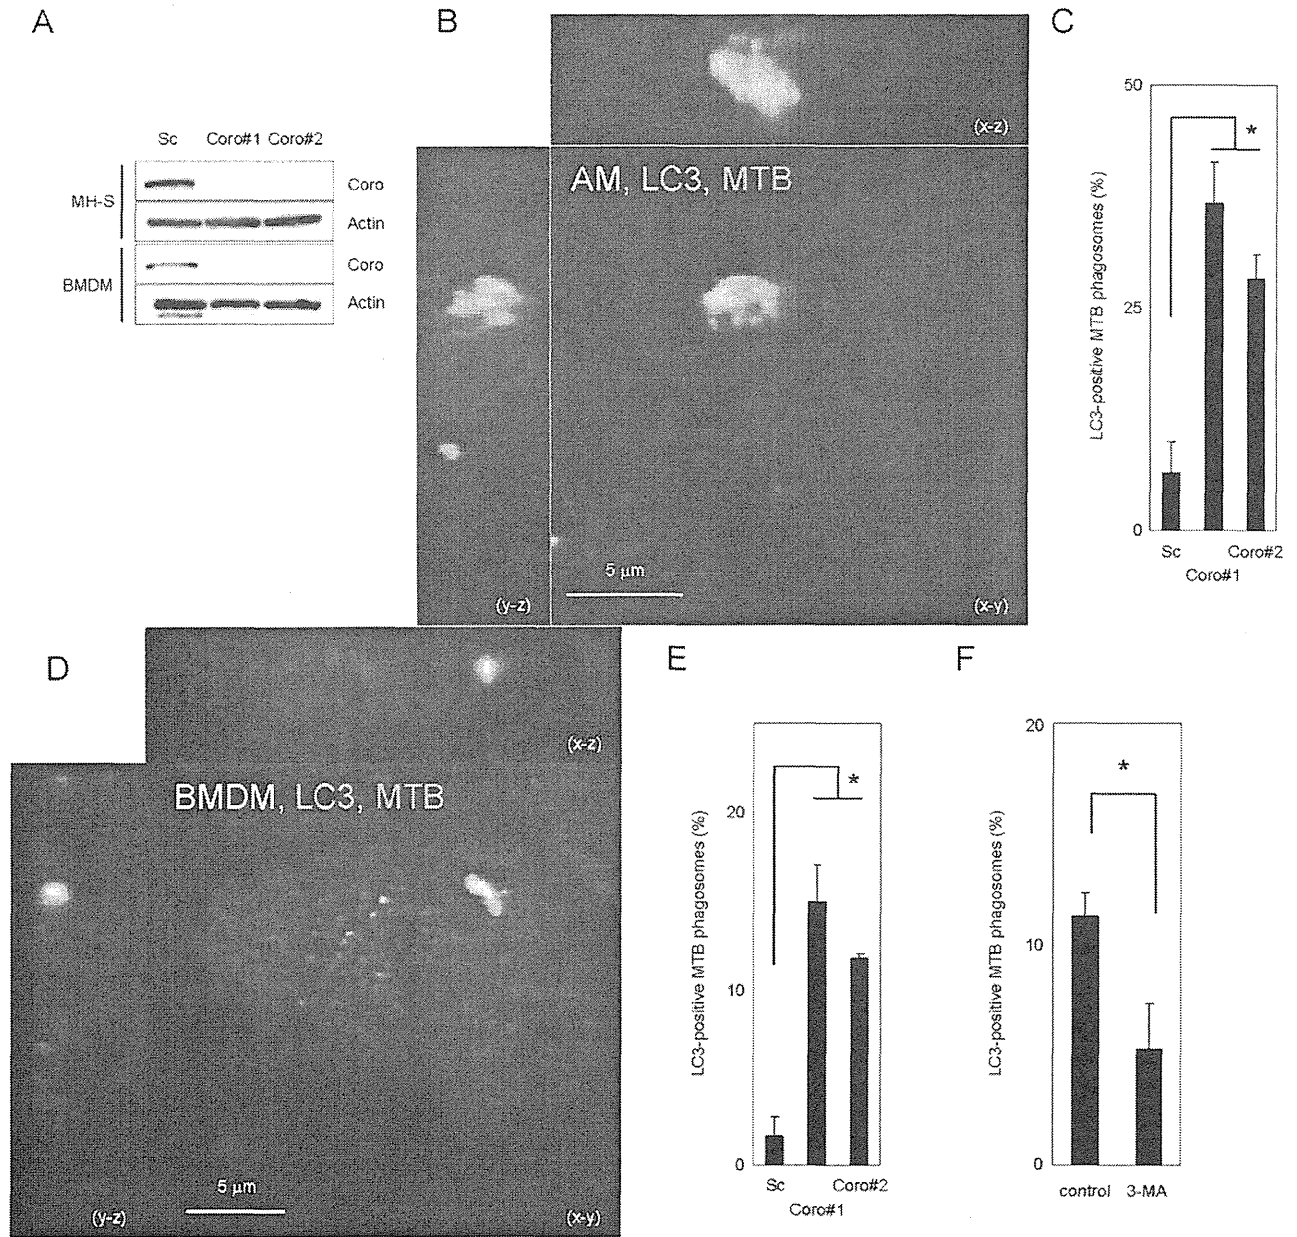 A
Sc Coro#1 Coro#2
MH-S
Coro
Actin
BMDM
Coro
Actin
B
(x-z)
AM, LC3, MTB
5 μm
(y-z)
(x-y)
C
LC3-positive MTB phagosomes (%)
50
25
0
*
Sc Coro#2
Coro#1
D
(x-z)
BMDM, LC3, MTB
5 μm
(y-z)
(x-y)
E
LC3-positive MTB phagosomes (%)
20
10
0
*
Sc Coro#2
Coro#1
F
LC3-positive MTB phagosomes (%)
20
10
0
*
control 3-MA